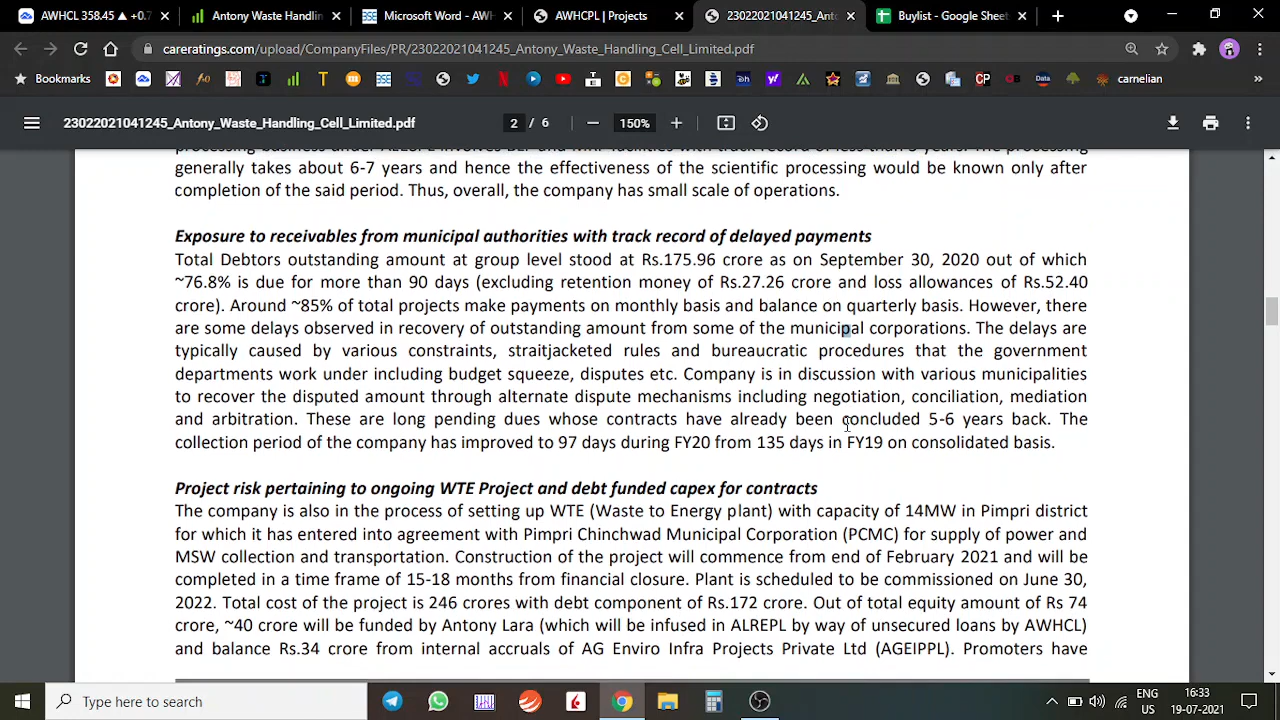 AWHCL 358.45 ▲ +0.7
Antony Waste Handlin
Microsoft Word - AWH
AWHCPL | Projects
23022021041245_Anto
Buylist - Google Sheet
careratings.com/upload/CompanyFiles/PR/23022021041245_Antony_Waste_Handling_Cell_Limited.pdf
Bookmarks
carnelian
23022021041245_Antony_Waste_Handling_Cell_Limited.pdf
2 / 6
150%
generally takes about 6-7 years and hence the effectiveness of the scientific processing would be known only after
completion of the said period. Thus, overall, the company has small scale of operations.
Exposure to receivables from municipal authorities with track record of delayed payments
Total Debtors outstanding amount at group level stood at Rs.175.96 crore as on September 30, 2020 out of which
~76.8% is due for more than 90 days (excluding retention money of Rs.27.26 crore and loss allowances of Rs.52.40
crore). Around ~85% of total projects make payments on monthly basis and balance on quarterly basis. However, there
are some delays observed in recovery of outstanding amount from some of the municipal corporations. The delays are
typically caused by various constraints, straitjacketed rules and bureaucratic procedures that the government
departments work under including budget squeeze, disputes etc. Company is in discussion with various municipalities
to recover the disputed amount through alternate dispute mechanisms including negotiation, conciliation, mediation
and arbitration. These are long pending dues whose contracts have already been concluded 5-6 years back. The
collection period of the company has improved to 97 days during FY20 from 135 days in FY19 on consolidated basis.
Project risk pertaining to ongoing WTE Project and debt funded capex for contracts
The company is also in the process of setting up WTE (Waste to Energy plant) with capacity of 14MW in Pimpri district
for which it has entered into agreement with Pimpri Chinchwad Municipal Corporation (PCMC) for supply of power and
MSW collection and transportation. Construction of the project will commence from end of February 2021 and will be
completed in a time frame of 15-18 months from financial closure. Plant is scheduled to be commissioned on June 30,
2022. Total cost of the project is 246 crores with debt component of Rs.172 crore. Out of total equity amount of Rs 74
crore, ~40 crore will be funded by Antony Lara (which will be infused in ALREPL by way of unsecured loans by AWHCL)
and balance Rs.34 crore from internal accruals of AG Enviro Infra Projects Private Ltd (AGEIPPL). Promoters have
Type here to search
ENG
US
16:33
19-07-2021